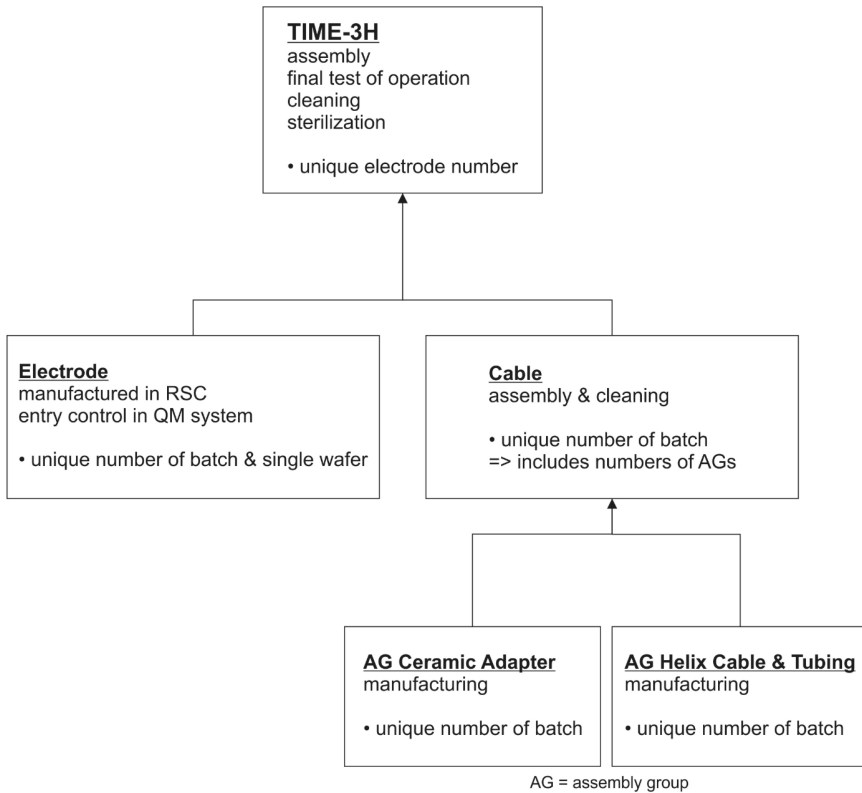 TIME-3H
assembly
final test of operation
cleaning
sterilization
• unique electrode number
Electrode
manufactured in RSC
entry control in QM system
• unique number of batch & single wafer
Cable
assembly & cleaning
• unique number of batch
=> includes numbers of AGs
AG Ceramic Adapter
manufacturing
• unique number of batch
AG Helix Cable & Tubing
manufacturing
• unique number of batch
AG = assembly group